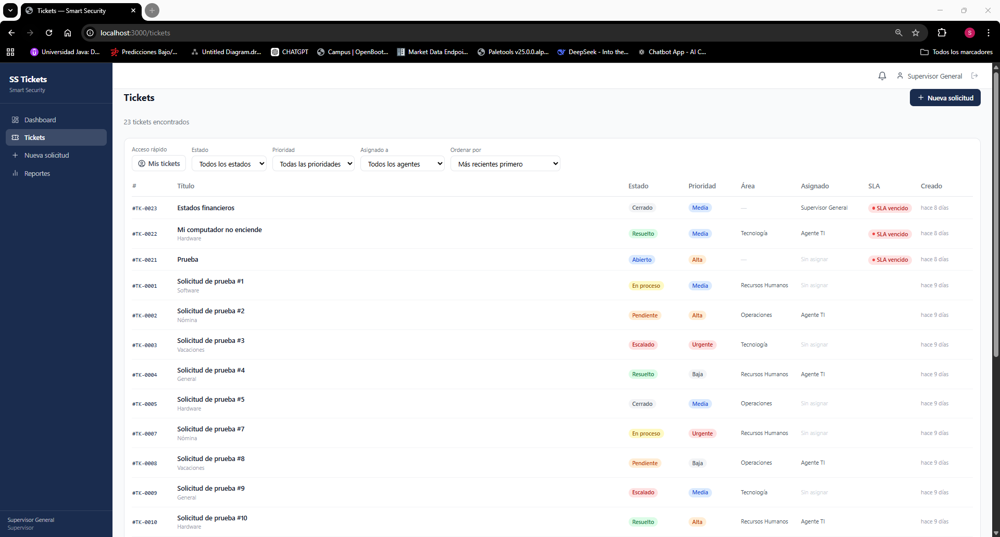 Tickets — Smart Security
localhost:3000/tickets
S
Universidad Java: D...
Predicciones Bajo/...
Untitled Diagram.dr...
CHATGPT
Campus | OpenBoot...
Market Data Endpoi...
Paletools v25.0.0.alp...
DeepSeek - Into the...
Chatbot App - AI C...
Todos los marcadores
SS Tickets
Smart Security
Dashboard
Tickets
Nueva solicitud
Reportes
Supervisor General
Supervisor
Supervisor General
Tickets
+ Nueva solicitud
23 tickets encontrados
Acceso rápido
Mis tickets
Estado
Todos los estados
Prioridad
Todas las prioridades
Asignado a
Todos los agentes
Ordenar por
Más recientes primero
# Título Estado Prioridad Área Asignado SLA Creado
#TK-0023 Estados financieros Cerrado Media — Supervisor General SLA vencido hace 8 días
#TK-0022 Mi computador no enciende Resuelto Media Tecnología Agente TI SLA vencido hace 8 días
Hardware
#TK-0021 Prueba Abierto Alta — Sin asignar SLA vencido hace 8 días
#TK-0001 Solicitud de prueba #1 En proceso Media Recursos Humanos Sin asignar hace 9 días
Software
#TK-0002 Solicitud de prueba #2 Pendiente Alta Operaciones Agente TI hace 9 días
Nómina
#TK-0003 Solicitud de prueba #3 Escalado Urgente Tecnología Sin asignar hace 9 días
Vacaciones
#TK-0004 Solicitud de prueba #4 Resuelto Baja Recursos Humanos Agente TI hace 9 días
General
#TK-0005 Solicitud de prueba #5 Cerrado Media Operaciones Sin asignar hace 9 días
Hardware
#TK-0007 Solicitud de prueba #7 En proceso Urgente Recursos Humanos Sin asignar hace 9 días
Nómina
#TK-0008 Solicitud de prueba #8 Pendiente Baja Operaciones Agente TI hace 9 días
Vacaciones
#TK-0009 Solicitud de prueba #9 Escalado Media Tecnología Sin asignar hace 9 días
General
#TK-0010 Solicitud de prueba #10 Resuelto Alta Recursos Humanos Agente TI hace 9 días
Hardware